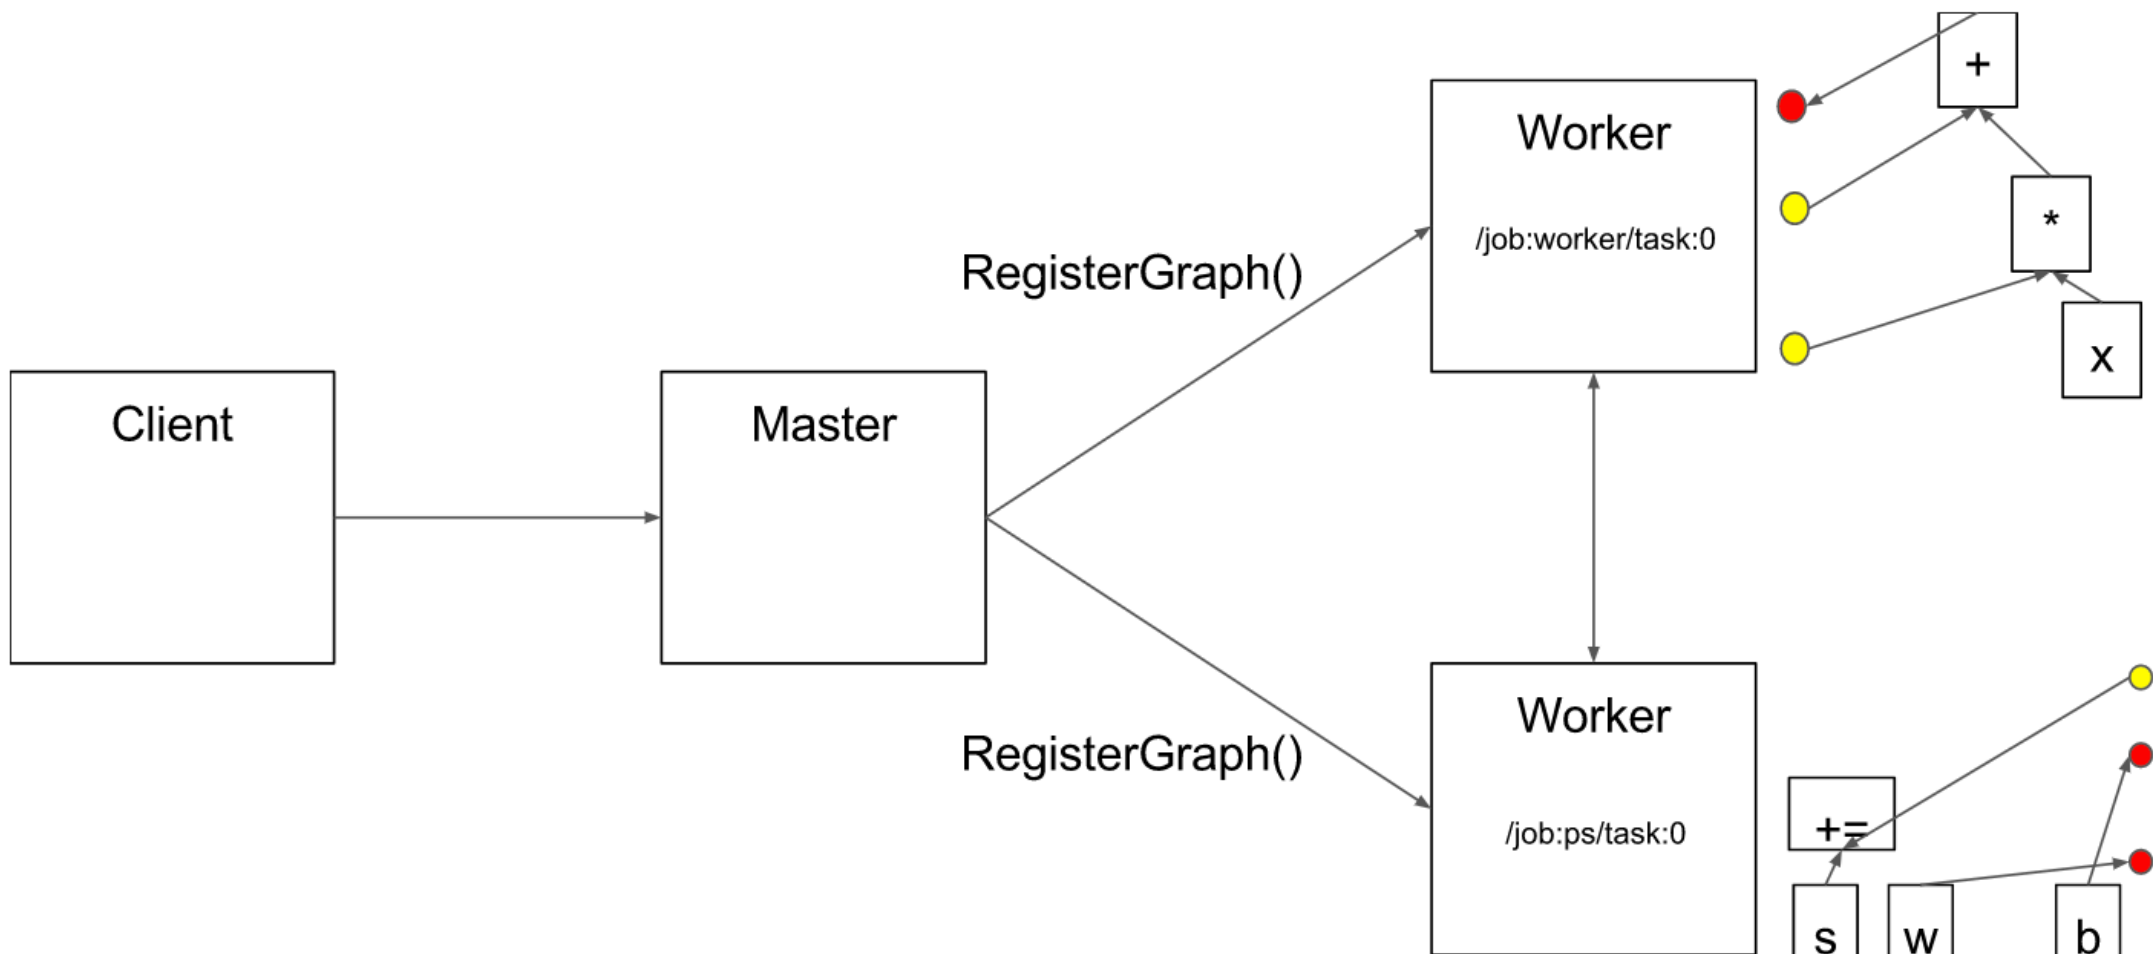 +
Worker
*
/job:worker/task:0
RegisterGraph()
x
Client
Master
Worker
RegisterGraph()
+=
/job:ps/task:0
s
w
b